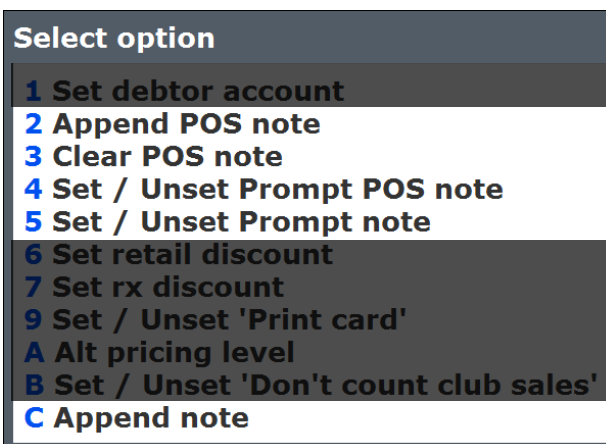 Select option
1 Set debtor account
2 Append POS note
3 Clear POS note
4 Set / Unset Prompt POS note
5 Set / Unset Prompt note
6 Set retail discount
7 Set rx discount
9 Set / Unset 'Print card'
A Alt pricing level
B Set / Unset 'Don't count club sales'
C Append note